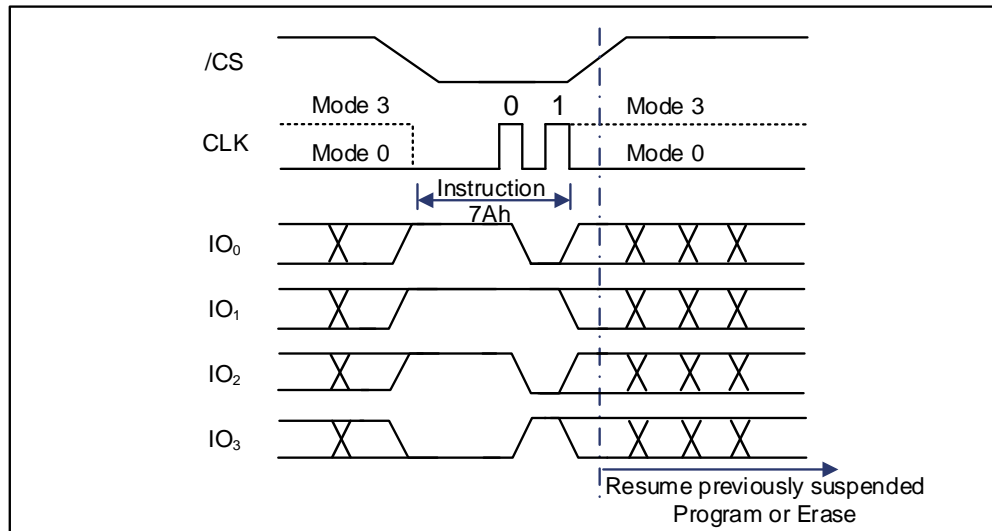 /CS
Mode 3
0
1
Mode 3
CLK
Mode 0
Mode 0
Instruction
7Ah
IO₀
IO₁
IO₂
IO₃
Resume previously suspended
Program or Erase